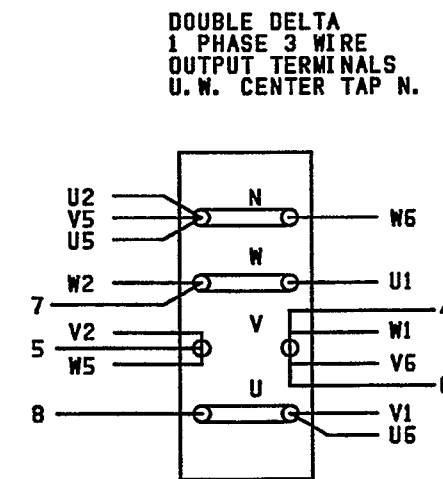 DOUBLE DELTA
1 PHASE 3 WIRE
OUTPUT TERMINALS
U.W. CENTER TAP N.
U2
V5
U5
N
W6
W2
7
W
U1
V2
5
W5
V
W1
V6
8
U
V1
U6